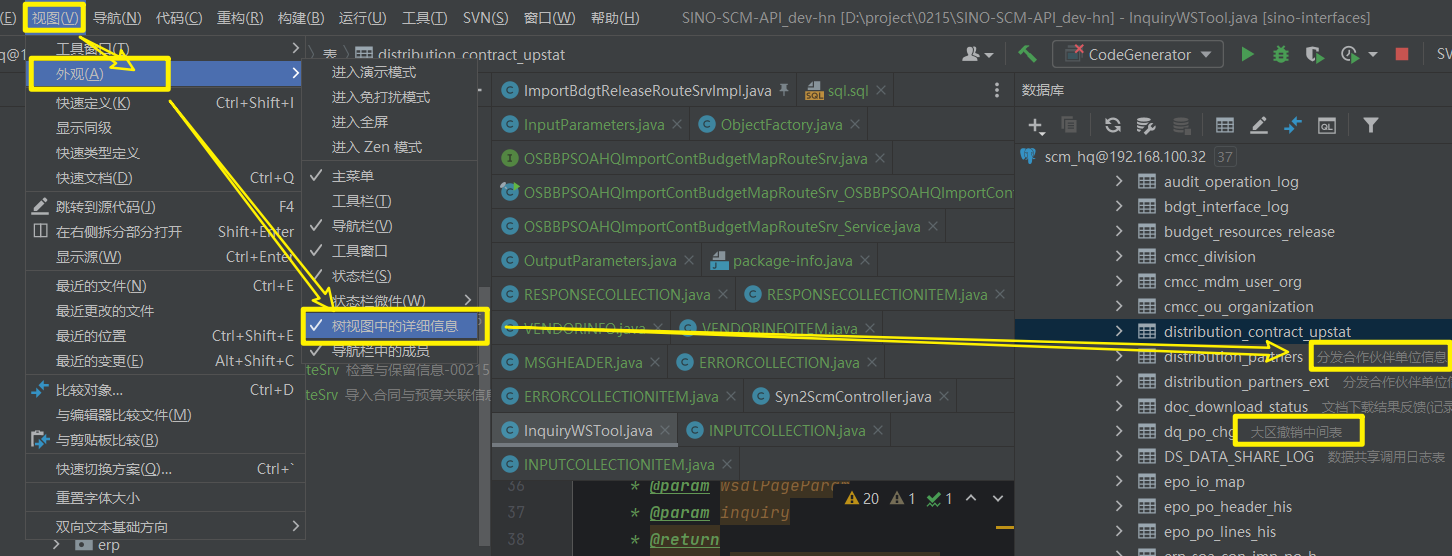 (E) 视图(V) 导航(N) 代码(C) 重构(R) 构建(B) 运行(U) 工具(T) SVN(S) 窗口(W) 帮助(H) SINO-SCM-API_dev-hn [D:\project\0215\SINO-SCM-API_dev-hn] - InquiryWSTool.java [sino-interfaces]
q@1 表 distribution_contract_upstat CodeGenerator SV
工具窗口(T)
外观(A)
快速定义(K) Ctrl+Shift+I
显示同级
快速类型定义
快速文档(D) Ctrl+Q
跳转到源代码(J) F4
在右侧拆分部分打开 Shift+Enter
显示源(W) Ctrl+Enter
最近的文件(N) Ctrl+E
最近更改的文件
最近的位置 Ctrl+Shift+E
最近的变更(E) Alt+Shift+C
比较对象... Ctrl+D
与编辑器比较文件(M)
与剪贴板比较(B)
快速切换方案(Q)... Ctrl+`
重置字体大小
双向文本基础方向
erp
进入演示模式
进入免打扰模式
进入全屏
进入 Zen 模式
主菜单
工具栏(T)
导航栏(V)
工具窗口
状态栏(S)
状态栏微件(W)
树视图中的详细信息
导航栏中的成员
teSrv 检查与保留信息-00215
teSrv 导入合同与预算关联信息
ImportBdgtReleaseRouteSrvImpl.java sql.sql
InputParameters.java ObjectFactory.java
OSBBPSOAHQImportContBudgetMapRouteSrv.java
OSBBPSOAHQImportContBudgetMapRouteSrv_OSBBPSOAHQImportCont
OSBBPSOAHQImportContBudgetMapRouteSrv_Service.java
OutputParameters.java package-info.java
RESPONSECOLLECTION.java RESPONSECOLLECTIONITEM.java
VENDORINFO.java VENDORINFOITEM.java
MSGHEADER.java ERRORCOLLECTION.java
ERRORCOLLECTIONITEM.java Syn2ScmController.java
InquiryWSTool.java INPUTCOLLECTION.java
INPUTCOLLECTIONITEM.java
36 * @param wsdlPageParam 20 1 1
37 * @param inquiry
38 * @return
数据库
scm_hq@192.168.100.32 37
audit_operation_log
bdgt_interface_log
budget_resources_release
cmcc_division
cmcc_mdm_user_org
cmcc_ou_organization
distribution_contract_upstat
distribution_partners 分发合作伙伴单位信息
distribution_partners_ext 分发合作伙伴单位信
doc_download_status 文档下载结果反馈(记录
dq_po_chg 大区撤销中间表
DS_DATA_SHARE_LOG 数据共享调用日志表
epo_io_map
epo_po_header_his
epo_po_lines_his